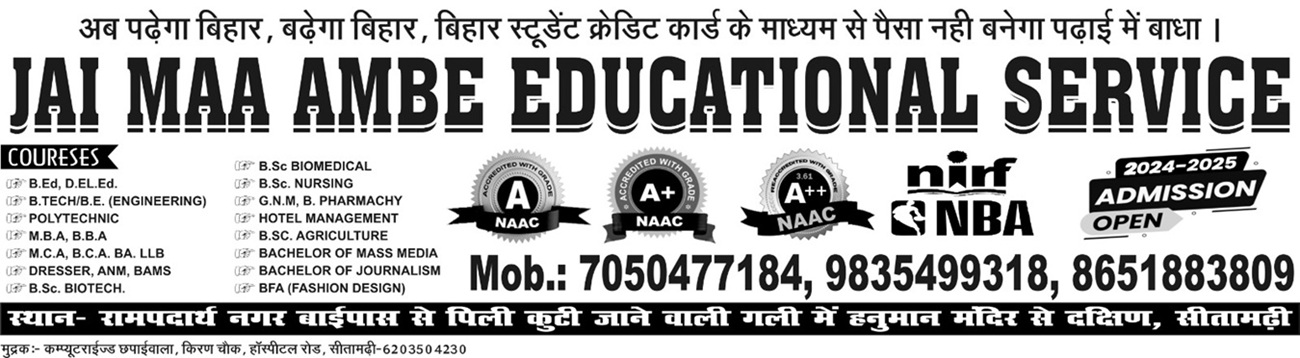 अब पढ़ेगा बिहार, बढ़ेगा बिहार, बिहार स्टूडेंट क्रेडिट कार्ड के माध्यम से पैसा नही बनेगा पढ़ाई में बाधा ।
JAI MAA AMBE EDUCATIONAL SERVICE
COURESES
B.Ed, D.EL.Ed.
B.TECH/B.E. (ENGINEERING)
POLYTECHNIC
M.B.A, B.B.A
M.C.A, B.C.A. BA. LLB
DRESSER, ANM, BAMS
B.Sc. BIOTECH.
B.Sc BIOMEDICAL
B.Sc. NURSING
G.N.M, B. PHARMACHY
HOTEL MANAGEMENT
B.SC. AGRICULTURE
BACHELOR OF MASS MEDIA
BACHELOR OF JOURNALISM
BFA (FASHION DESIGN)
ACCREDITED WITH GRADE
A
NAAC
ACCREDITED WITH GRADE
A+
NAAC
REACCREDITED WITH GRADE
3.61
A++
NAAC
nirf
NBA
2024-2025
ADMISSION
OPEN
Mob.: 7050477184, 9835499318, 8651883809
स्थान- रामपदार्थ नगर बाईपास से पिली कुटी जाने वाली गली में हनुमान मंदिर से दक्षिण, सीतामढ़ी
मुद्रकः- कम्प्यूटराईज्ड छपाईवाला, किरण चौक, हॉस्पीटल रोड, सीतामढ़ी-6203504230